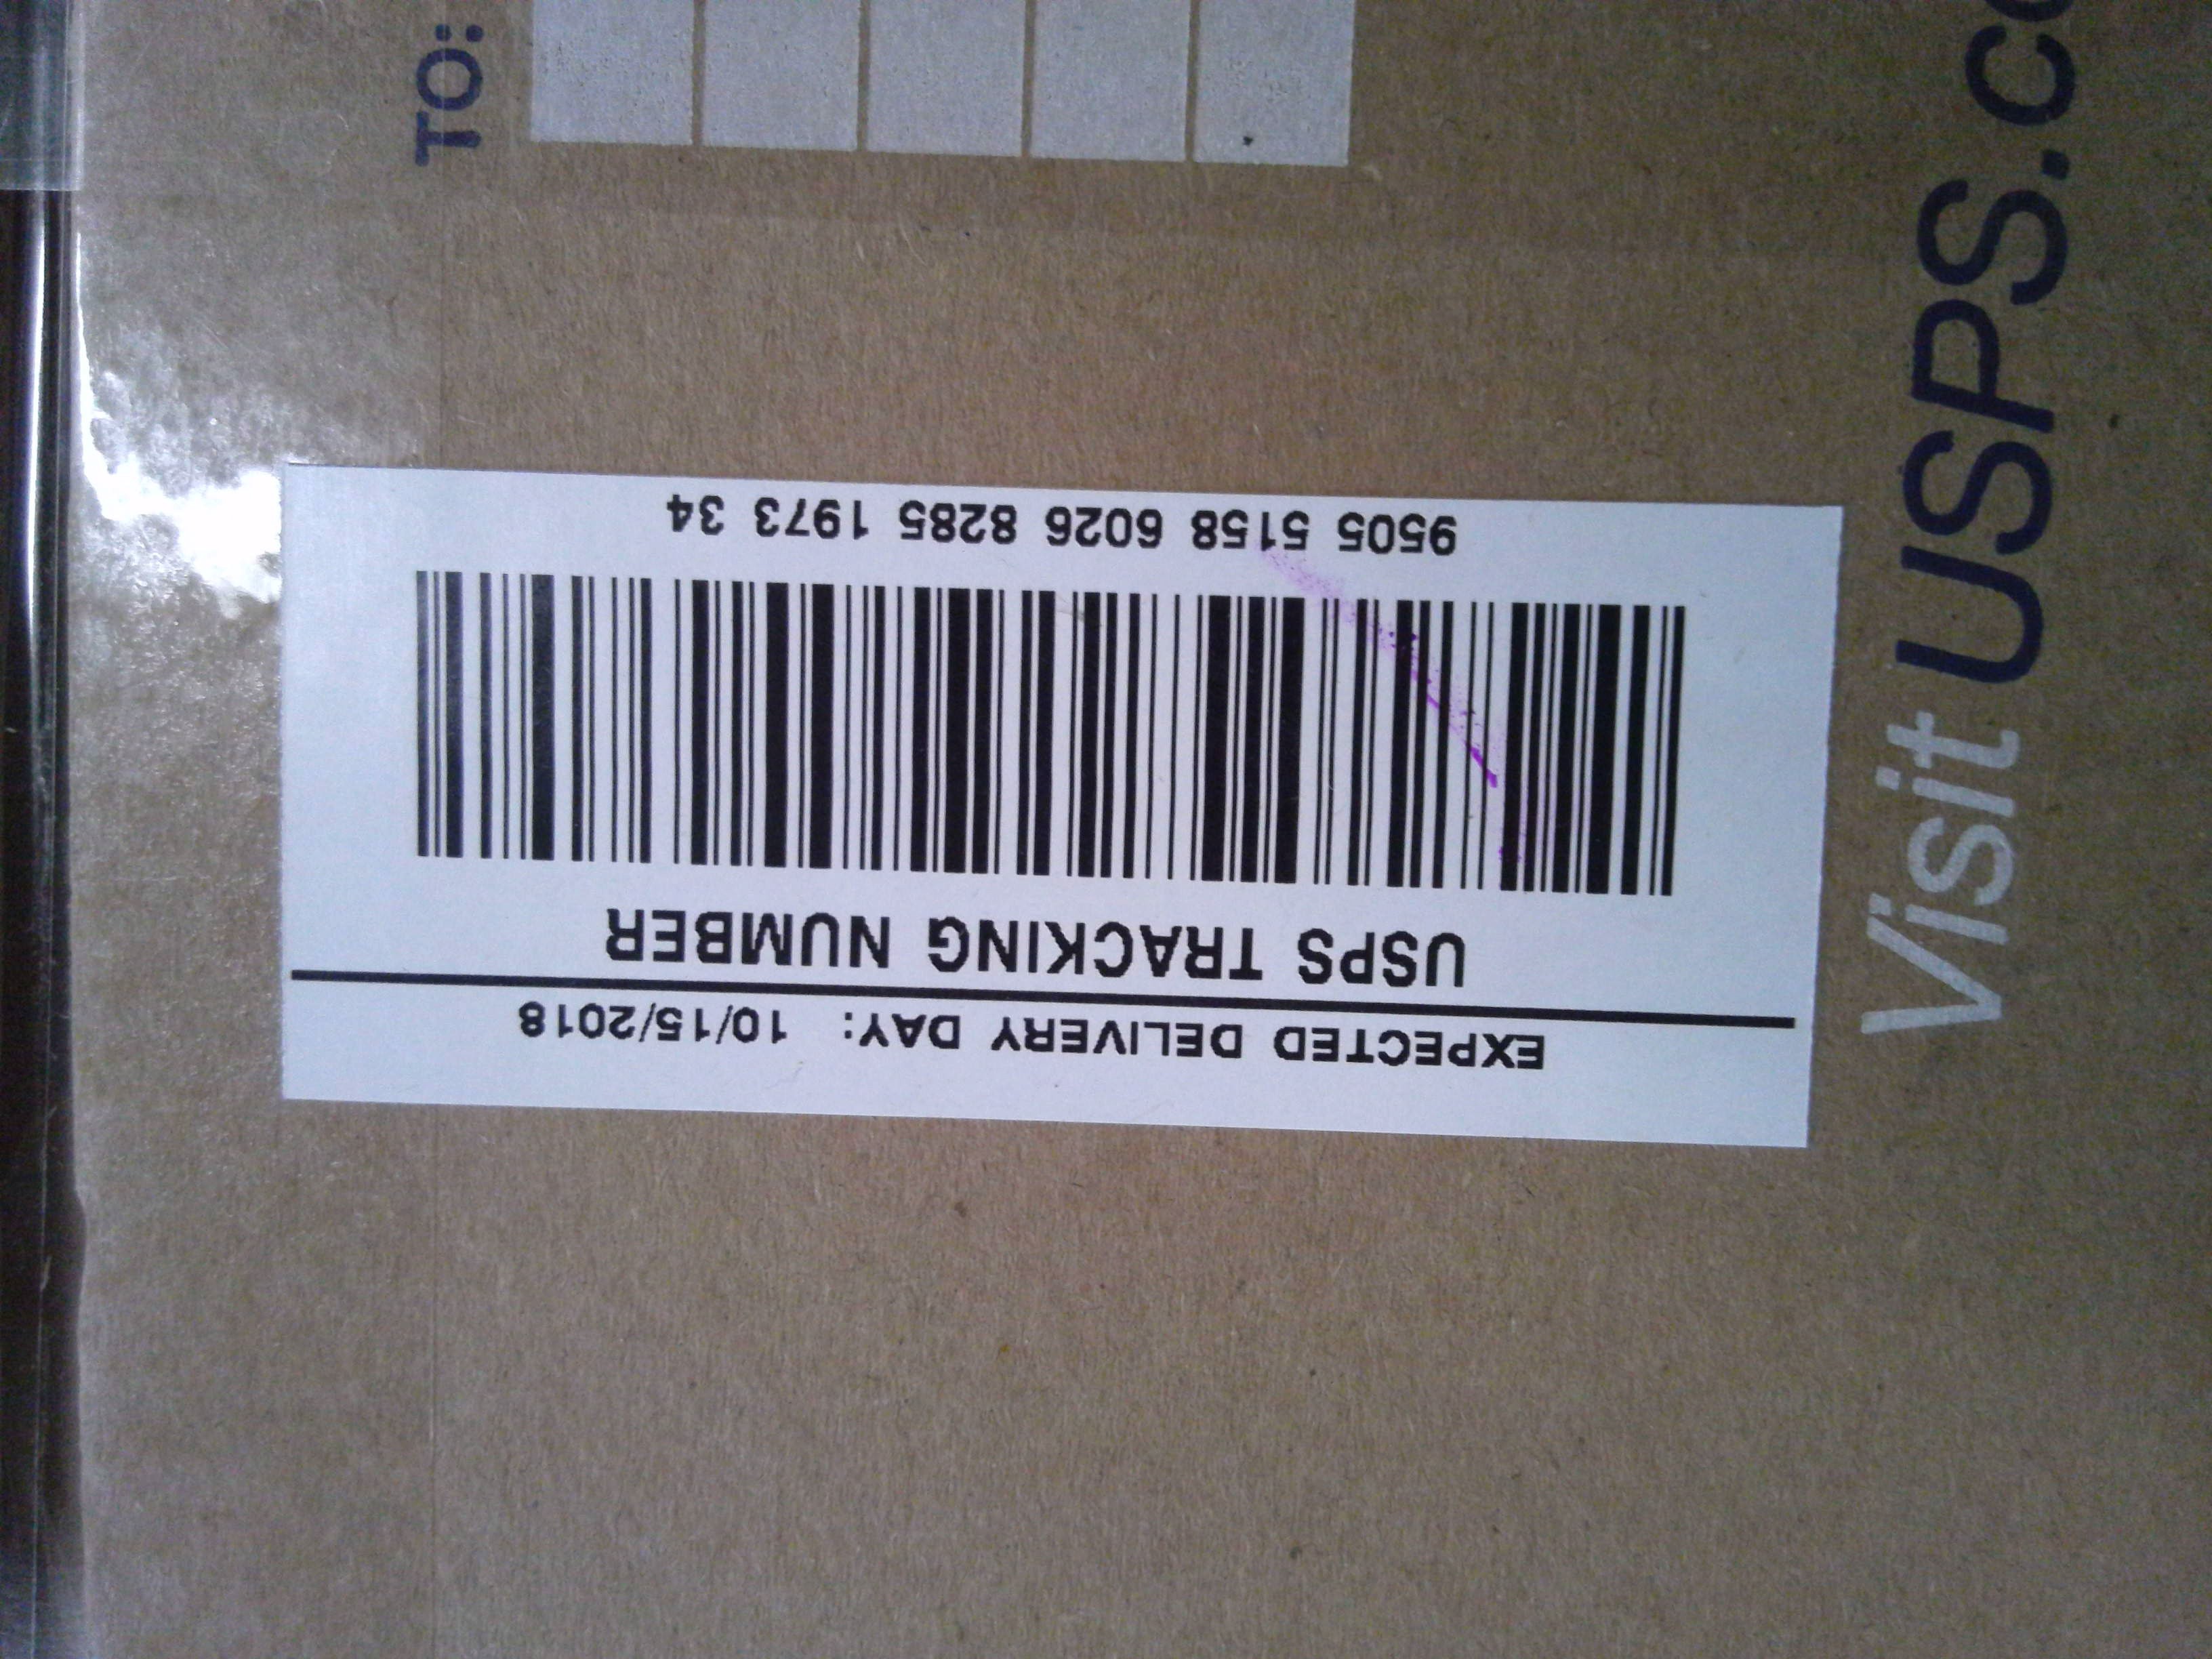 EXPECTED DELIVERY DAY: 10/15/2018
USPS TRACKING NUMBER
9505 5158 6026 8285 1973 34
TO:
Visit USPS.co